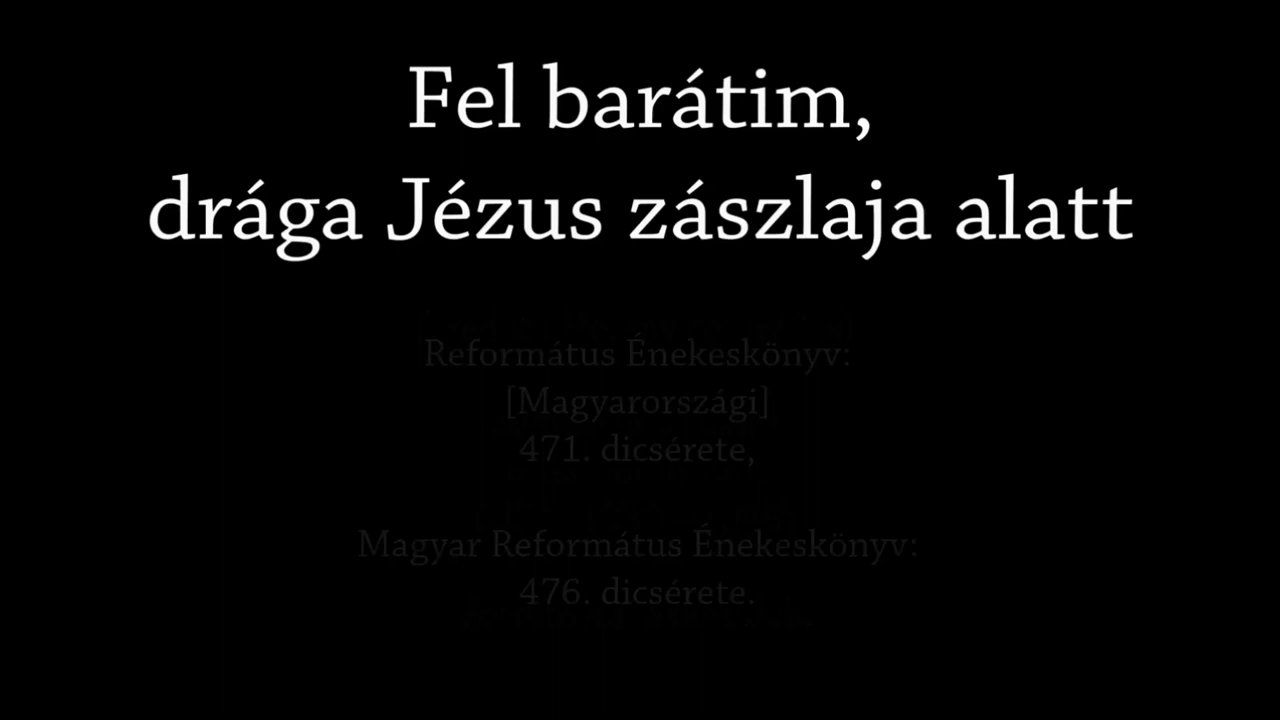 Fel barátim,
drága Jézus zászlaja alatt
Református Énekeskönyv:
[Magyarországi]
471. dicsérete,
Magyar Református Énekeskönyv:
476. dicsérete.